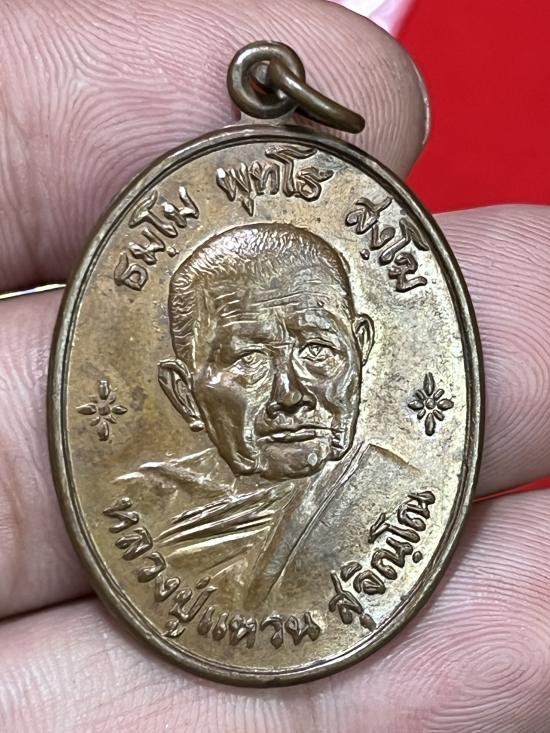 ธมฺโม พุทฺโธ สงฺโฆ
หลวงปู่แหวน สุจิณฺโณ